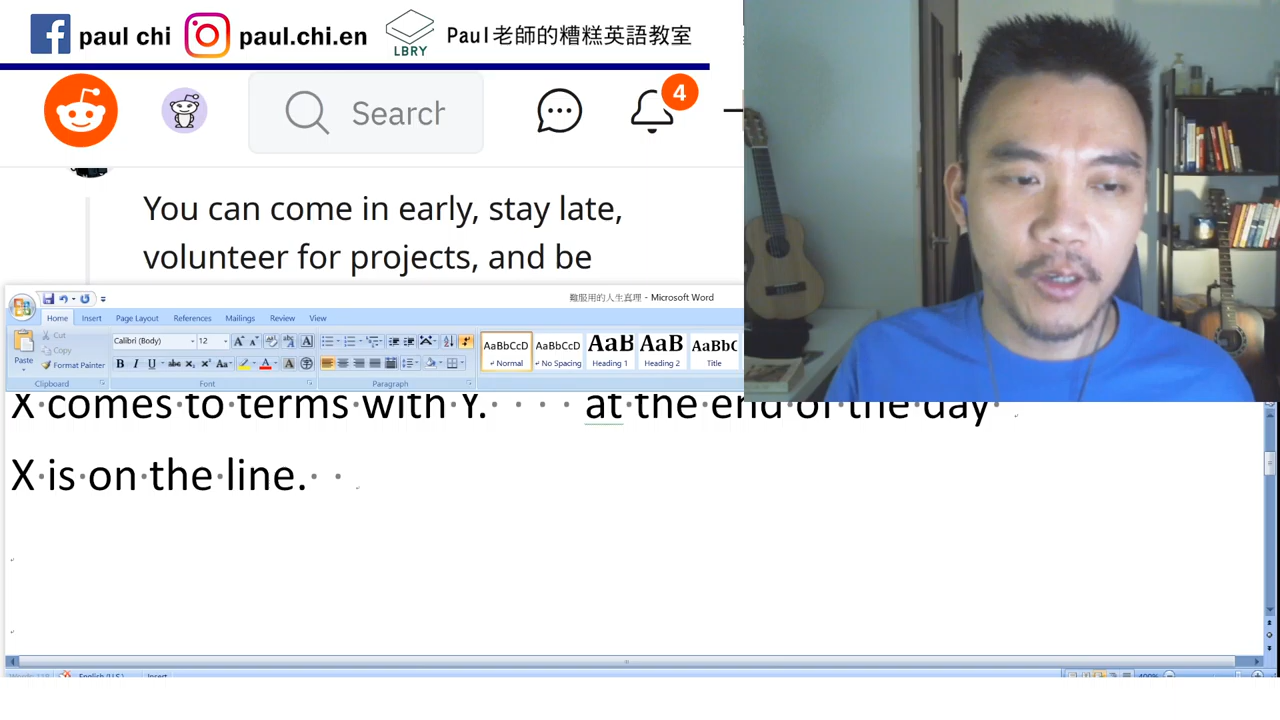 paul chi paul.chi.en LBRY Paul老師的糟糕英語教室
Search 4
You can come in early, stay late,
volunteer for projects, and be
難服用的人生真理 - Microsoft Word
Home Insert Page Layout References Mailings Review View
Cut
Copy
Format Painter
Paste
Calibri (Body) 12
AaBbCcD AaBbCcD AaB AaB AaBbC
Normal No Spacing Heading 1 Heading 2 Title
Clipboard Font Paragraph
X comes to terms with Y. at the end of the day
X is on the line.
English (U.S.) Insert 400%